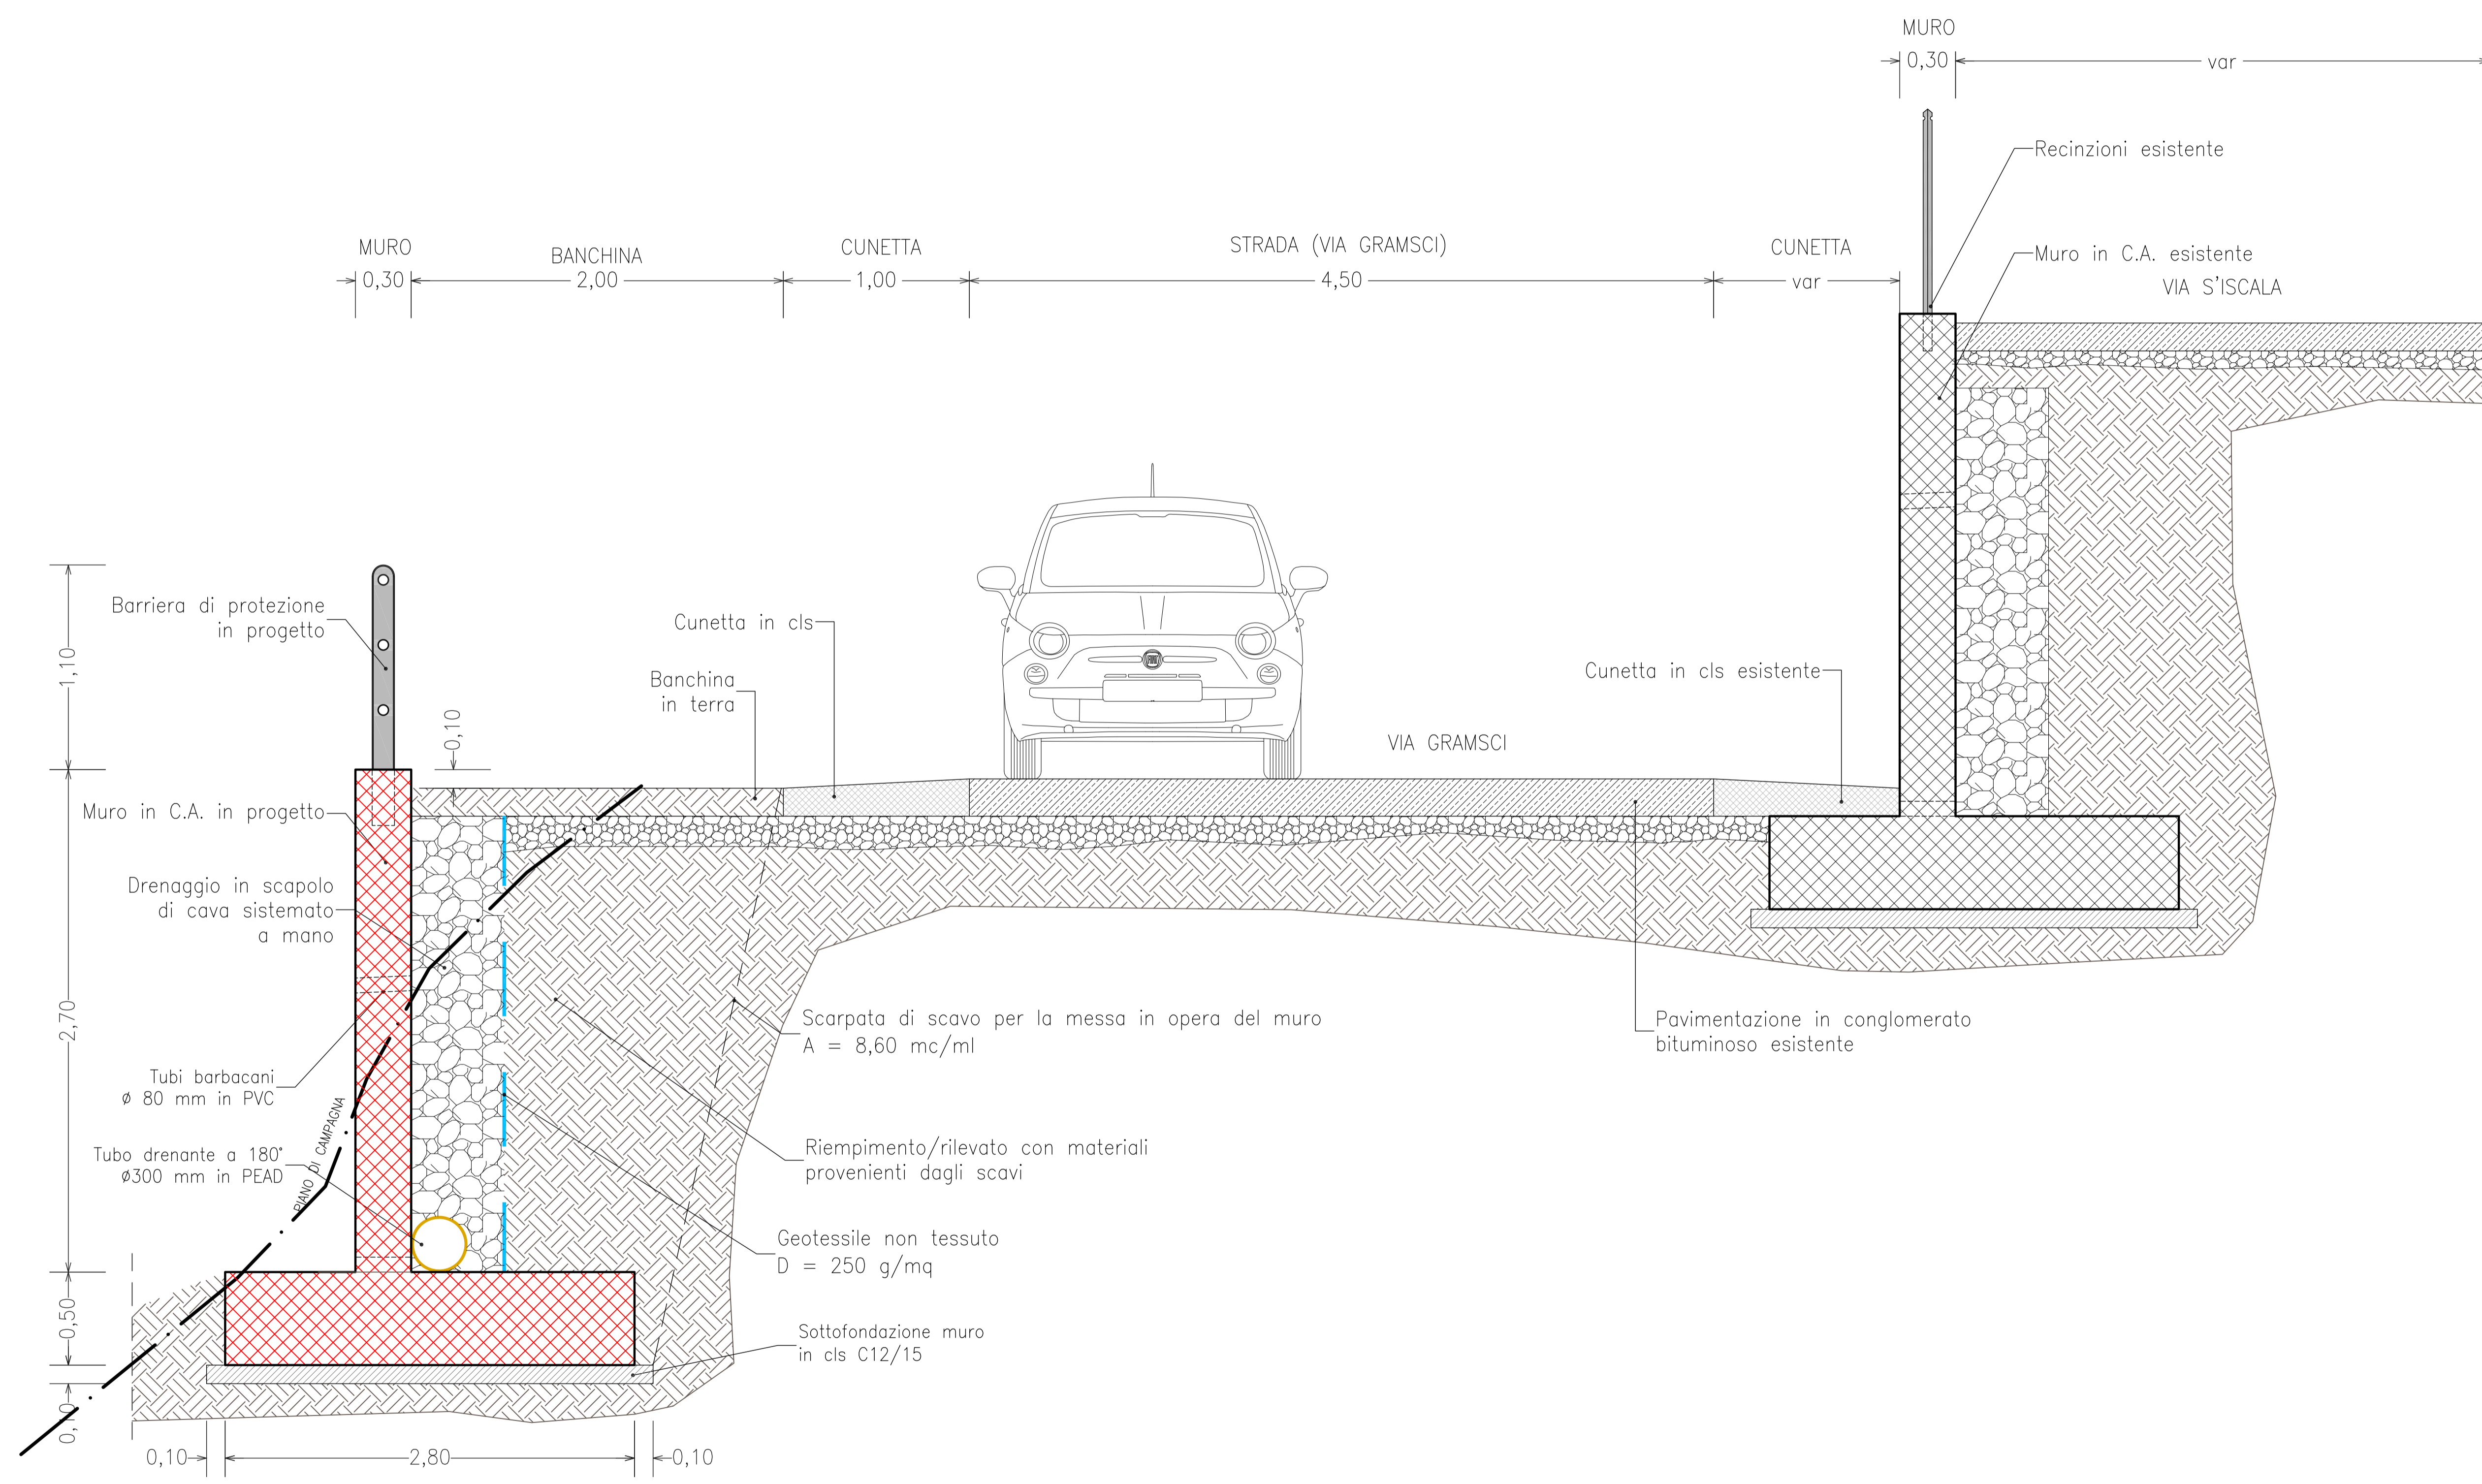 MURO
0,30
var
Recinzioni esistente
Muro in C.A. esistente
VIA S'ISCALA
MURO
0,30
BANCHINA
2,00
CUNETTA
1,00
STRADA (VIA GRAMSCI)
4,50
CUNETTA
var
1,10
Barriera di protezione
in progetto
Cunetta in cls
Banchina
in terra
0,10
Cunetta in cls esistente
VIA GRAMSCI
FIAT
Muro in C.A. in progetto
Drenaggio in scapolo
di cava sistemato
a mano
2,70
Scarpata di scavo per la messa in opera del muro
A = 8,60 mc/ml
Pavimentazione in conglomerato
bituminoso esistente
Tubi barbacani
ø 80 mm in PVC
PIANO DI CAMPAGNA
Tubo drenante a 180°
ø300 mm in PEAD
Riempimento/rilevato con materiali
provenienti dagli scavi
Geotessile non tessuto
D = 250 g/mq
0,50
Sottofondazione muro
in cls C12/15
0,10
0,10
2,80
0,10